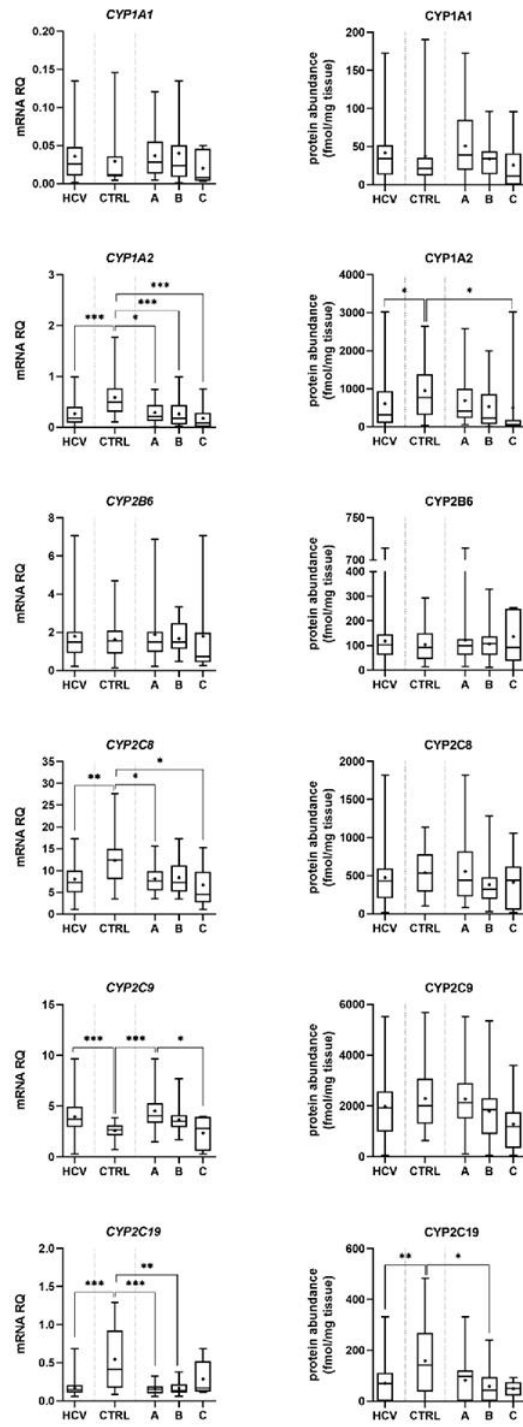 CYP1A1
mRNA RQ
0.20
0.15
0.10
0.05
0.00
HCV CTRL A B C
CYP1A1
protein abundance
(fmol/mg tissue)
200
150
100
50
0
HCV CTRL A B C
CYP1A2
mRNA RQ
3
2
1
0
*** * *** ***
HCV CTRL A B C
CYP1A2
protein abundance
(fmol/mg tissue)
4000
3000
2000
1000
0
* *
HCV CTRL A B C
CYP2B6
mRNA RQ
8
6
4
2
0
HCV CTRL A B C
CYP2B6
protein abundance
(fmol/mg tissue)
750
700
400
300
200
100
0
HCV CTRL A B C
CYP2C8
mRNA RQ
35
30
25
20
15
10
5
0
** * *
HCV CTRL A B C
CYP2C8
protein abundance
(fmol/mg tissue)
2000
1500
1000
500
0
HCV CTRL A B C
CYP2C9
mRNA RQ
15
10
5
0
*** *** *
HCV CTRL A B C
CYP2C9
protein abundance
(fmol/mg tissue)
6000
4000
2000
0
HCV CTRL A B C
CYP2C19
mRNA RQ
2.0
1.5
1.0
0.5
0.0
*** *** **
HCV CTRL A B C
CYP2C19
protein abundance
(fmol/mg tissue)
600
400
200
0
** *
HCV CTRL A B C